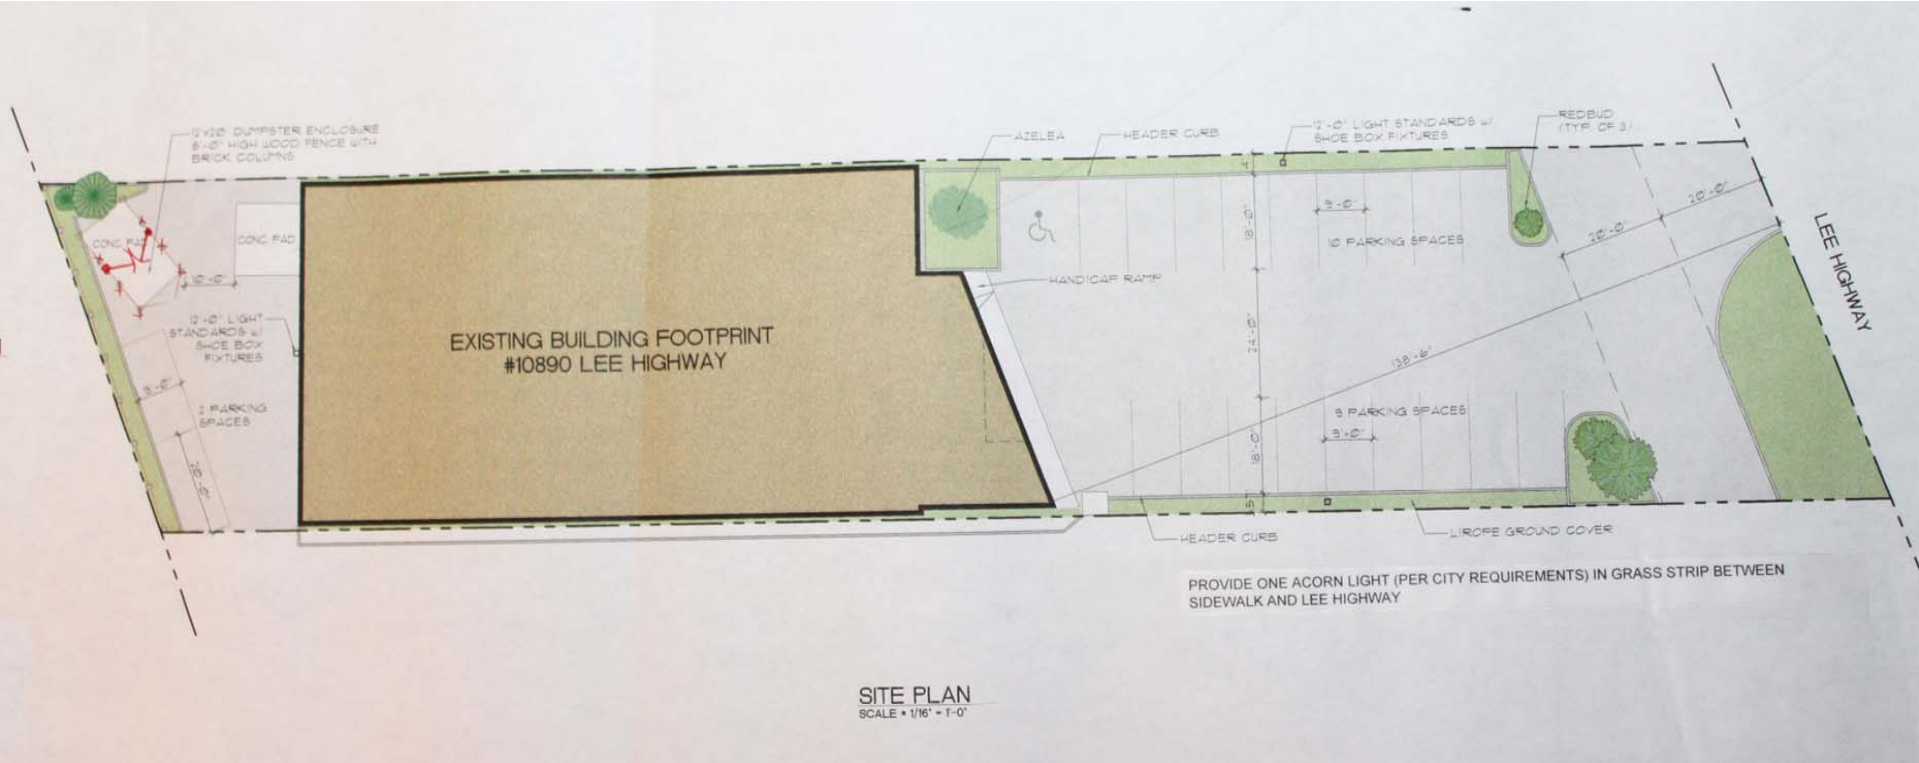 12'x20' DUMPSTER ENCLOSURE
8'-0" HIGH WOOD FENCE WITH
BRICK COLUMNS
AZELEA
HEADER CURB
12'-0" LIGHT STANDARDS w/
SHOE BOX FIXTURES
REDBUD
(TYP. OF 3)
CONC. PAD
CONC. PAD
10'-0"
12'-0" LIGHT
STANDARDS w/
SHOE BOX
FIXTURES
2 PARKING
SPACES
20'-0"
EXISTING BUILDING FOOTPRINT
#10890 LEE HIGHWAY
HANDICAP RAMP
4'
18'-0"
24'-0"
18'-0"
9'-0"
10 PARKING SPACES
20'-0"
20'-0"
LEE HIGHWAY
138'-6"
9 PARKING SPACES
9'-0"
HEADER CURB
LIROPE GROUND COVER
PROVIDE ONE ACORN LIGHT (PER CITY REQUIREMENTS) IN GRASS STRIP BETWEEN
SIDEWALK AND LEE HIGHWAY
SITE PLAN
SCALE = 1/16" = 1'-0"